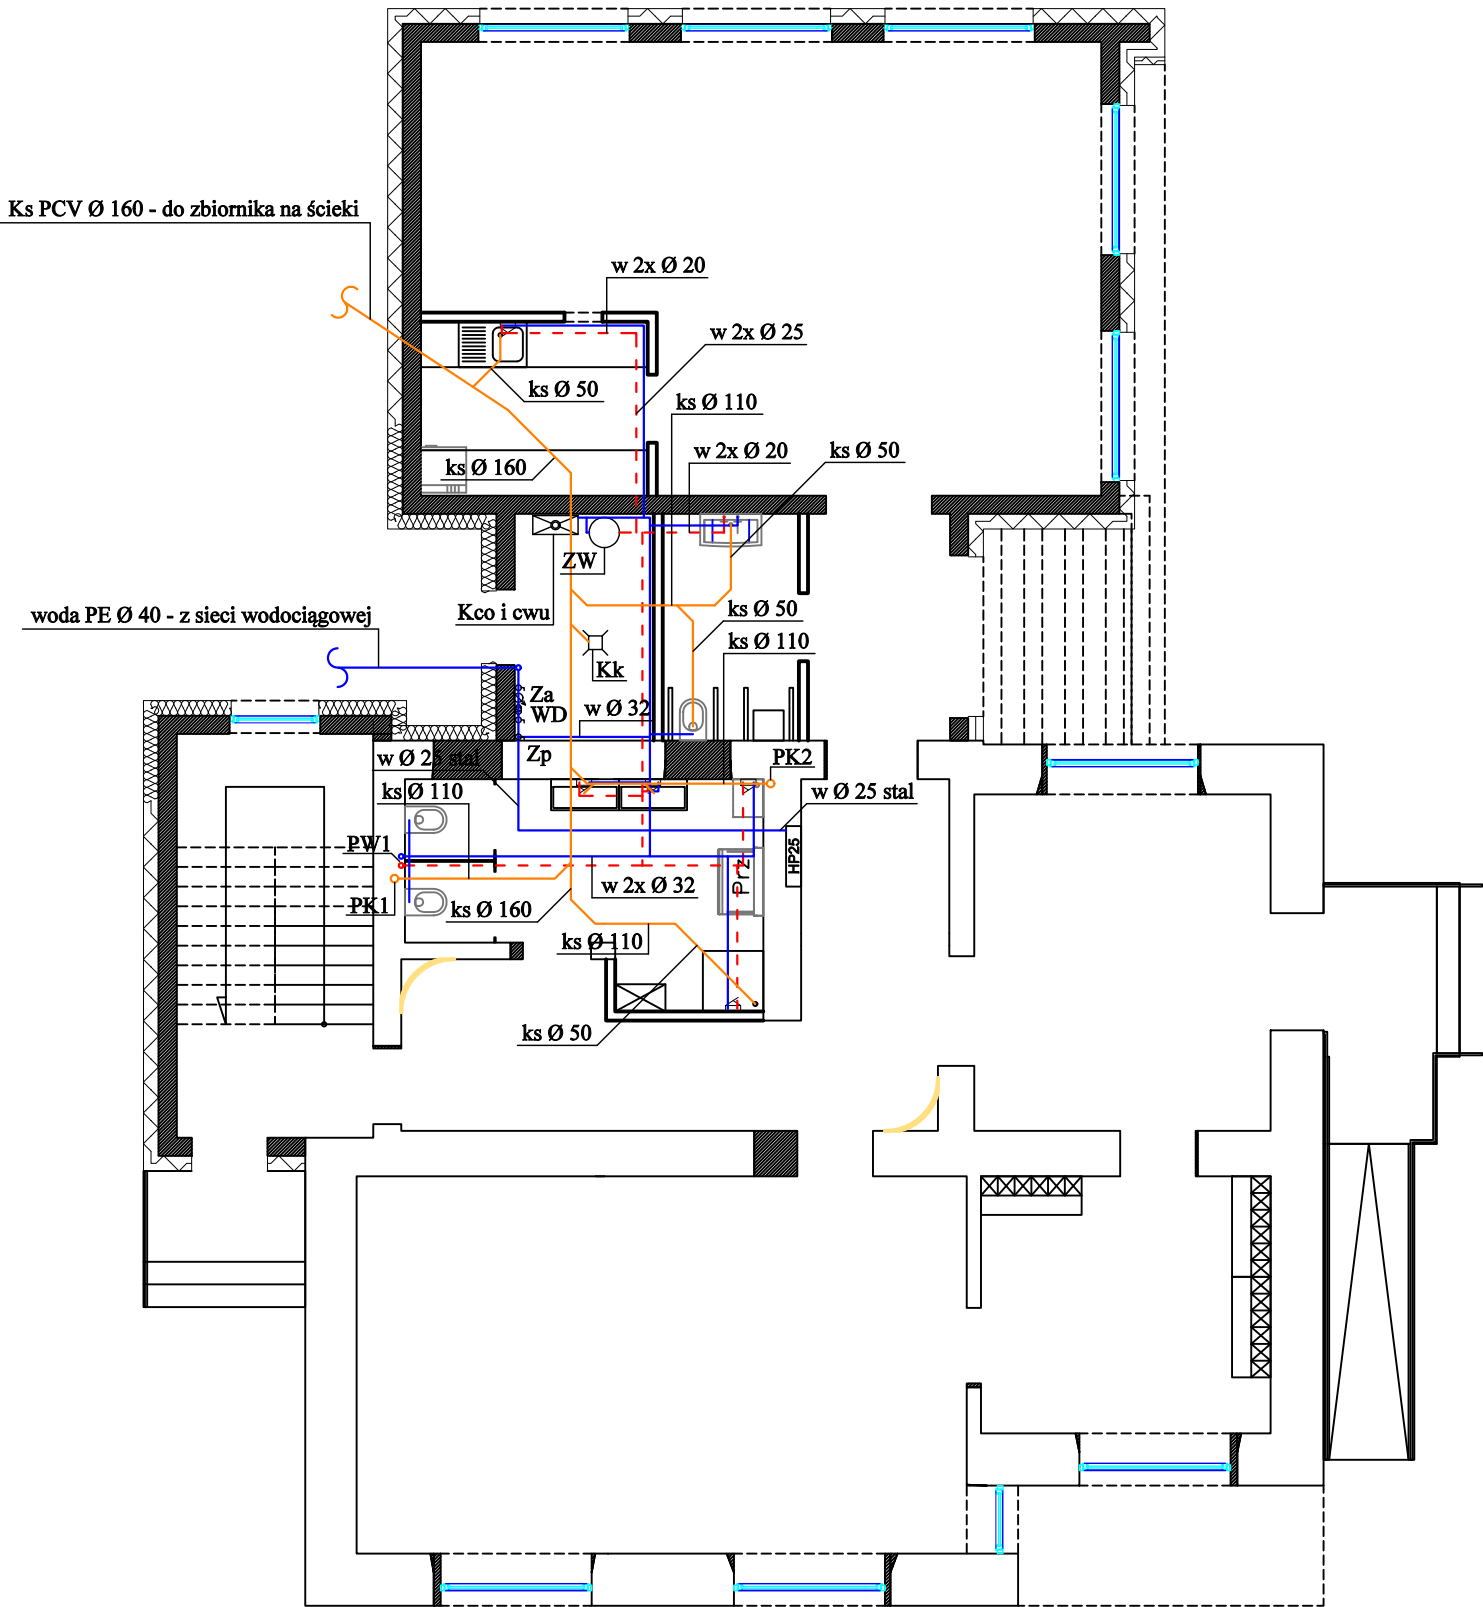 Ks PCV Ø 160 - do zbiornika na ścieki
w 2x Ø 20
w 2x Ø 25
ks Ø 50
ks Ø 110
w 2x Ø 20
ks Ø 50
ks Ø 160
ZW
Kco i cwu
woda PE Ø 40 - z sieci wodociągowej
ks Ø 50
ks Ø 110
Kk
Za
WD
w Ø 32
Zp
w Ø 25 stal
PK2
ks Ø 110
w Ø 25 stal
PW1
HP25
Prz
w 2x Ø 32
PK1
ks Ø 160
ks Ø 110
ks Ø 50